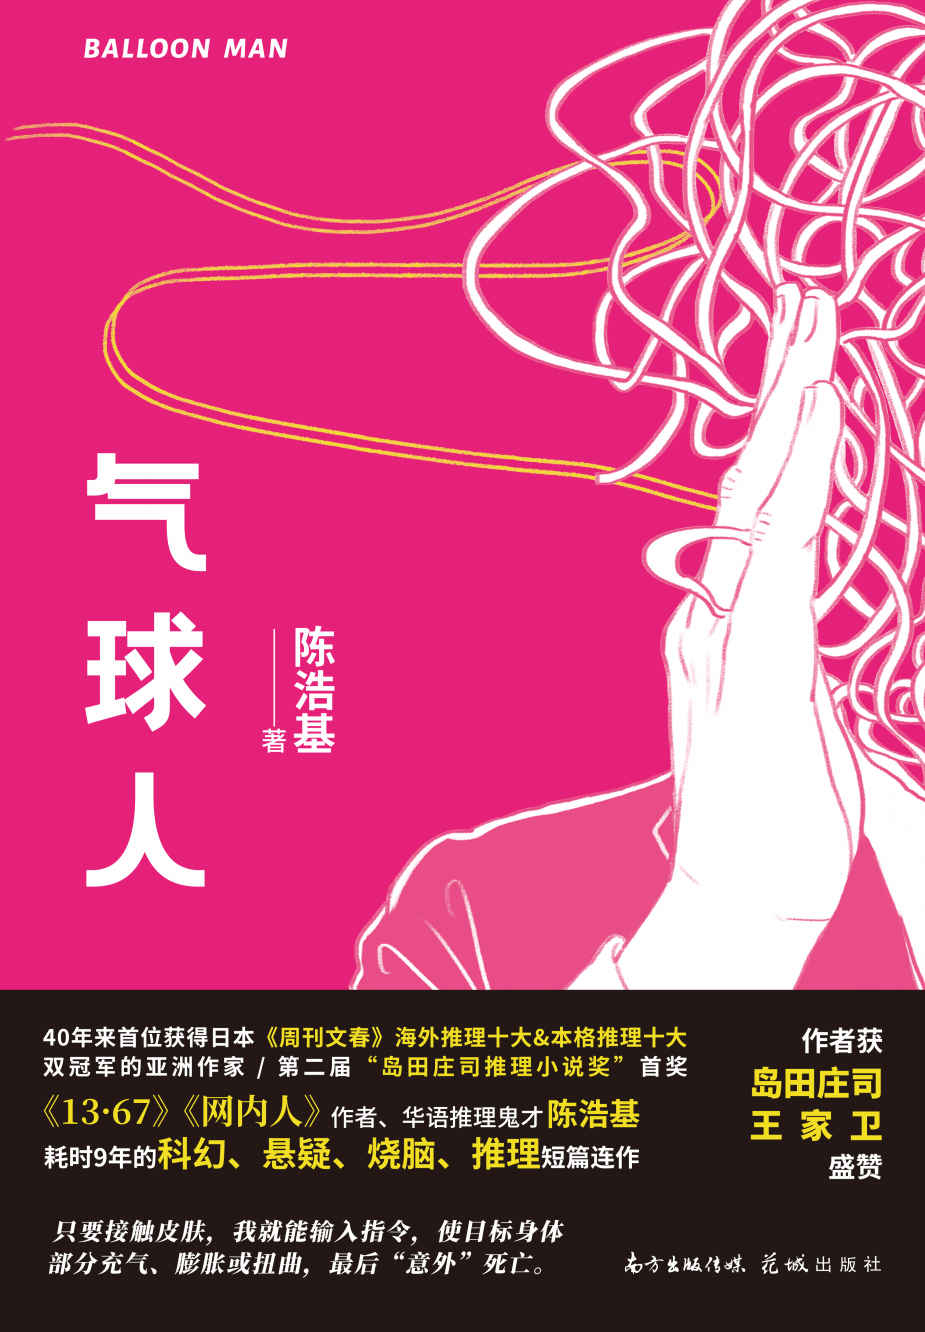 BALLOON MAN
气球人
陈浩基
著
40年来首位获得日本《周刊文春》海外推理十大&本格推理十大
双冠军的亚洲作家 / 第二届“岛田庄司推理小说奖”首奖
《13·67》《网内人》作者、华语推理鬼才陈浩基
耗时9年的科幻、悬疑、烧脑、推理短篇连作
作者获
岛田庄司
王家卫
盛赞
只要接触皮肤，我就能输入指令，使目标身体
部分充气、膨胀或扭曲，最后“意外”死亡。
南方出版传媒 花城出版社